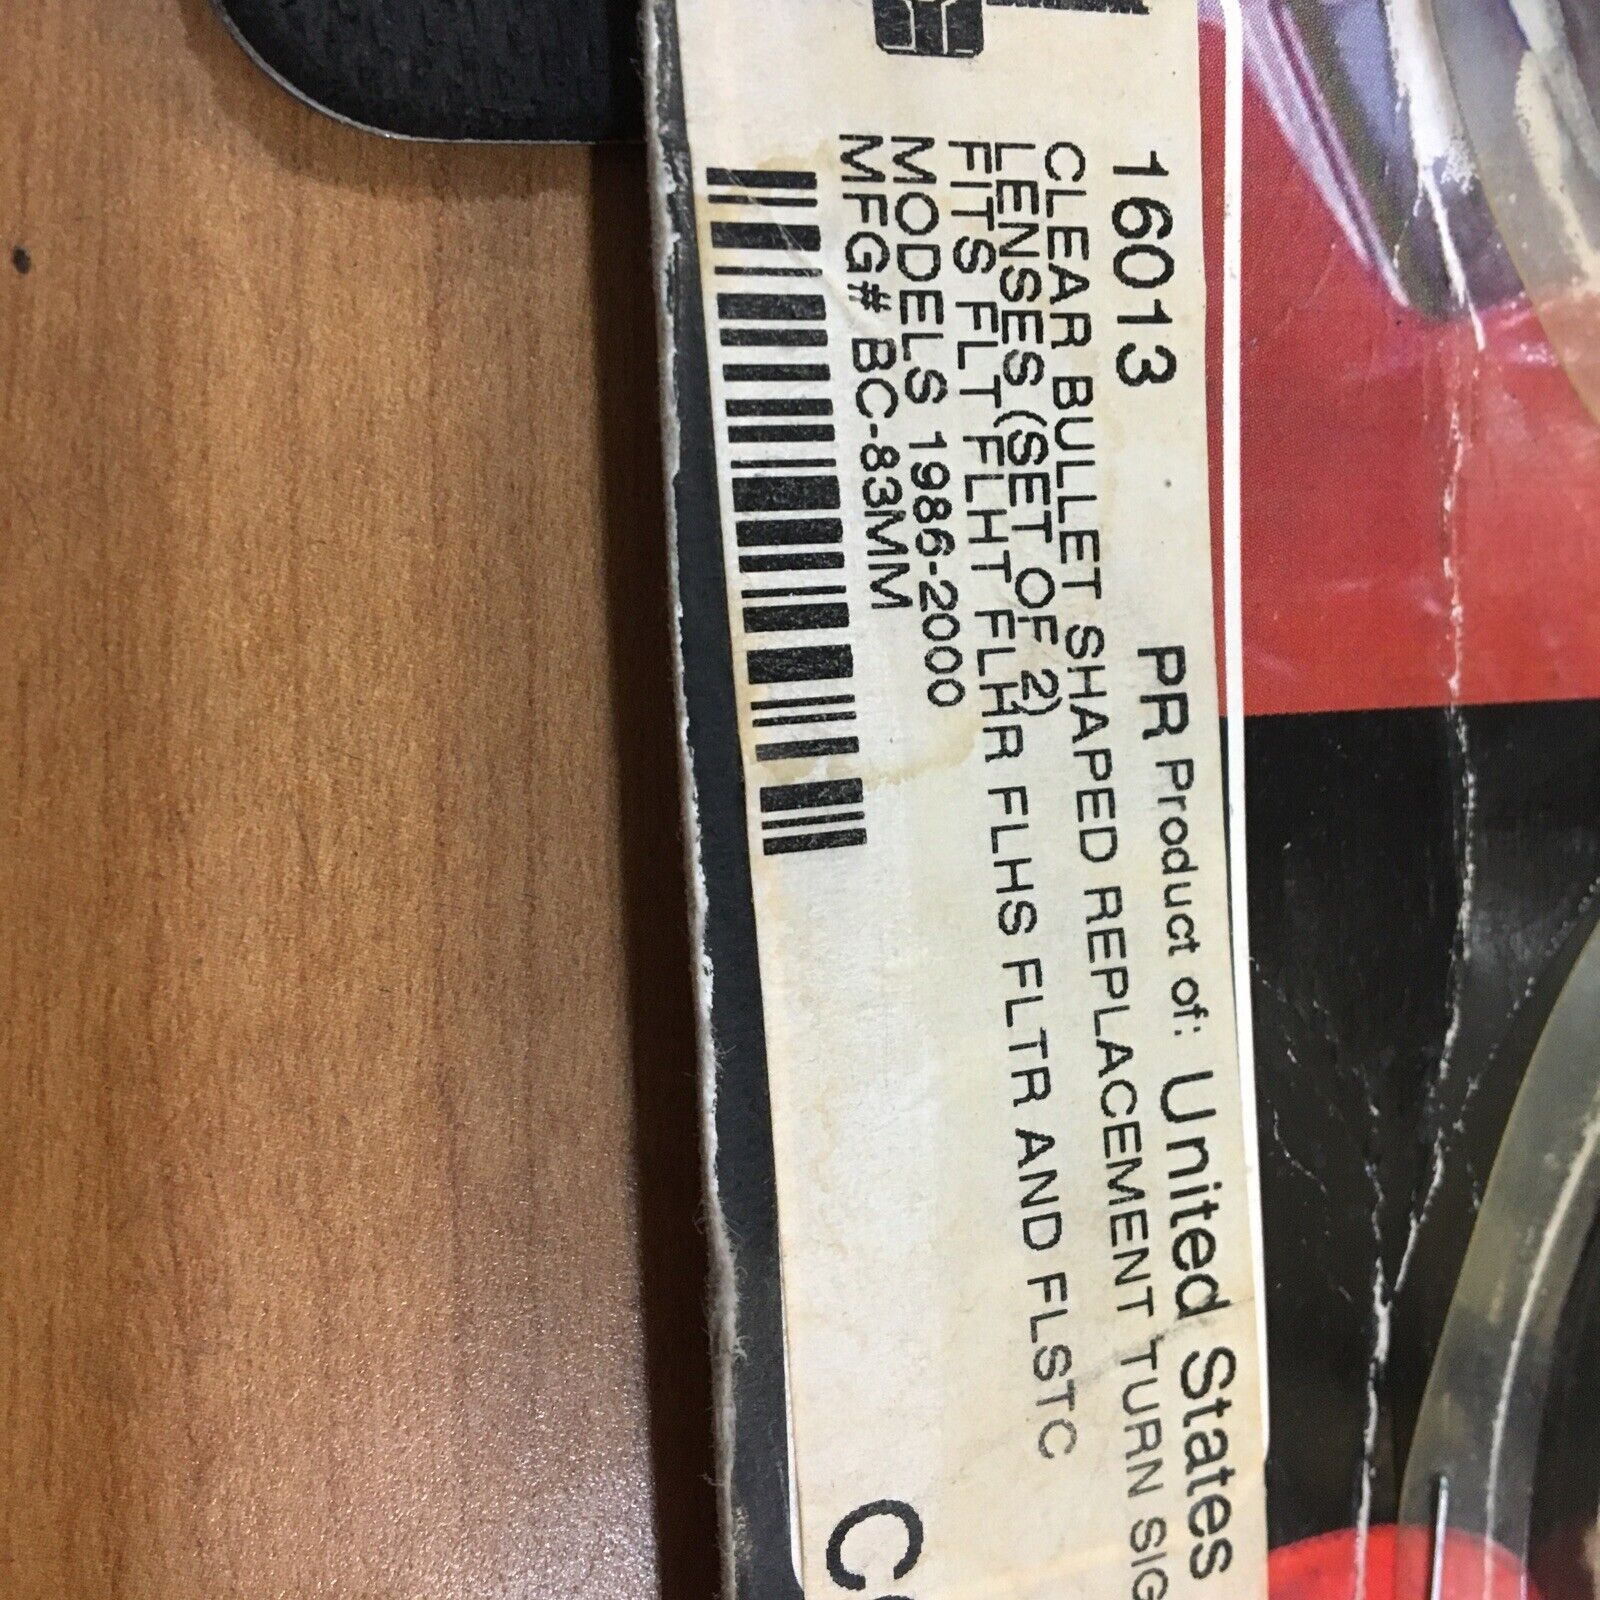 16013 PR Product of: United States
CLEAR BULLET SHAPED REPLACEMENT TURN SIG
LENSES (SET OF 2)
FITS FLT FLHT FLHR FLHS FLTR AND FLSTC
MODELS 1986-2000
MFG# BC-83MM